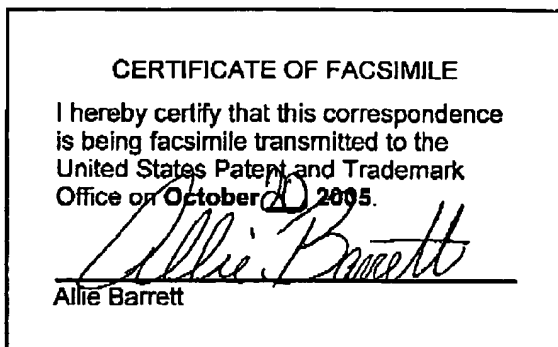 CERTIFICATE OF FACSIMILE
I hereby certify that this correspondence
is being facsimile transmitted to the
United States Patent and Trademark
Office on October 20 2005.
Allie Barrett
Allie Barrett